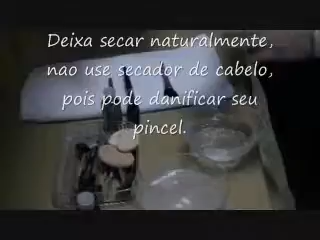 Deixa secar naturalmente,
nao use secador de cabelo,
pois pode danificar seu
pincel.